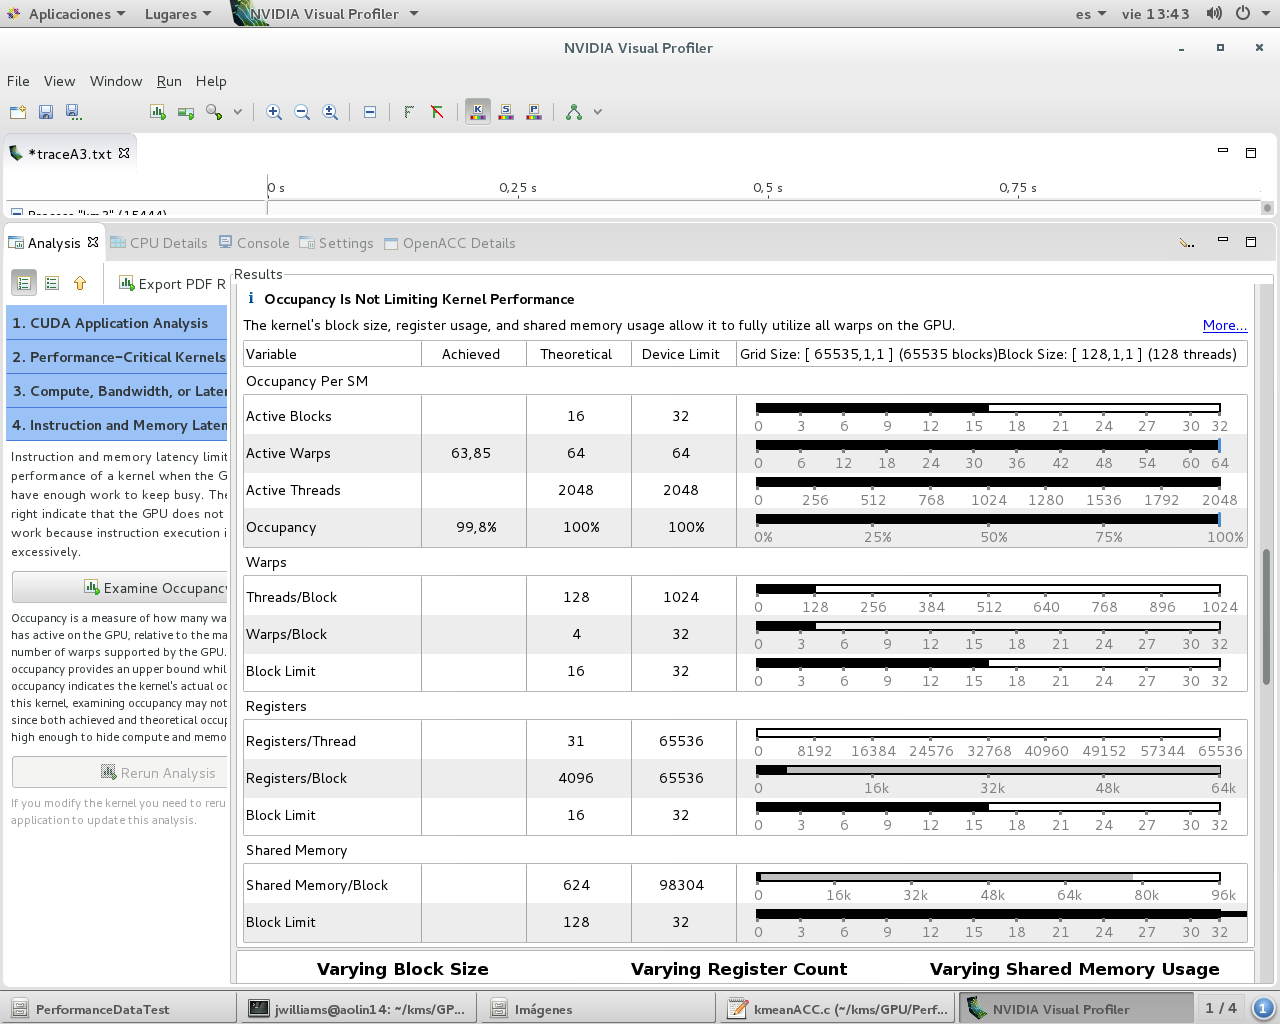 Aplicaciones Lugares NVIDIA Visual Profiler es vie 13:43
NVIDIA Visual Profiler
File View Window Run Help
*traceA3.txt
0 s 0,25 s 0,5 s 0,75 s
Process "km3" (15444)
Analysis CPU Details Console Settings OpenACC Details
Export PDF R
1. CUDA Application Analysis
2. Performance-Critical Kernels
3. Compute, Bandwidth, or Later
4. Instruction and Memory Laten
Instruction and memory latency limit
performance of a kernel when the G
have enough work to keep busy. The
right indicate that the GPU does not
work because instruction execution i
excessively.
Examine Occupancy
Occupancy is a measure of how many wa
has active on the GPU, relative to the ma
number of warps supported by the GPU.
occupancy provides an upper bound whil
occupancy indicates the kernel's actual oc
this kernel, examining occupancy may not
since both achieved and theoretical occup
high enough to hide compute and memo
Rerun Analysis
If you modify the kernel you need to reru
application to update this analysis.
Results
i Occupancy Is Not Limiting Kernel Performance
The kernel's block size, register usage, and shared memory usage allow it to fully utilize all warps on the GPU. More...
Variable Achieved Theoretical Device Limit Grid Size: [ 65535,1,1 ] (65535 blocks)Block Size: [ 128,1,1 ] (128 threads)
Occupancy Per SM
Active Blocks 16 32
0 3 6 9 12 15 18 21 24 27 30 32
Active Warps 63,85 64 64
0 6 12 18 24 30 36 42 48 54 60 64
Active Threads 2048 2048
0 256 512 768 1024 1280 1536 1792 2048
Occupancy 99,8% 100% 100%
0% 25% 50% 75% 100%
Warps
Threads/Block 128 1024
0 128 256 384 512 640 768 896 1024
Warps/Block 4 32
0 3 6 9 12 15 18 21 24 27 30 32
Block Limit 16 32
0 3 6 9 12 15 18 21 24 27 30 32
Registers
Registers/Thread 31 65536
0 8192 16384 24576 32768 40960 49152 57344 65536
Registers/Block 4096 65536
0 16k 32k 48k 64k
Block Limit 16 32
0 3 6 9 12 15 18 21 24 27 30 32
Shared Memory
Shared Memory/Block 624 98304
0 16k 32k 48k 64k 80k 96k
Block Limit 128 32
0 3 6 9 12 15 18 21 24 27 30 32
Varying Block Size Varying Register Count Varying Shared Memory Usage
PerformanceDataTest jwilliams@aolin14: ~/kms/GP... Imágenes kmeanACC.c (~/kms/GPU/Perf... NVIDIA Visual Profiler 1 / 4 1